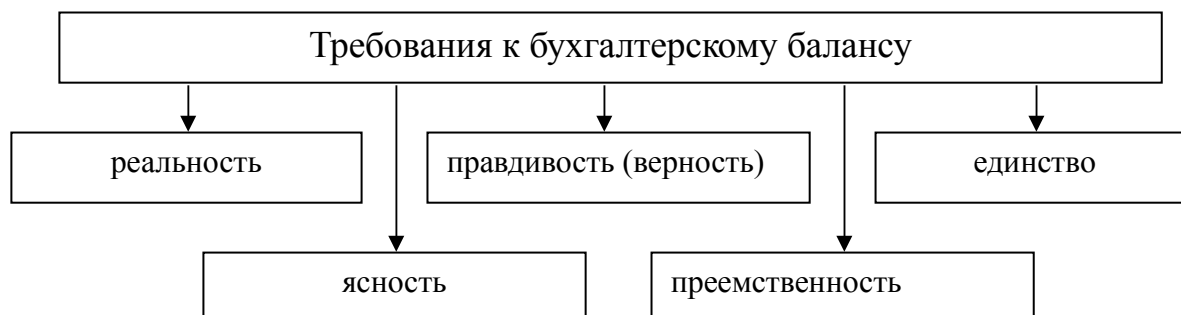 Требования к бухгалтерскому балансу
реальность
правдивость (верность)
единство
ясность
преемственность